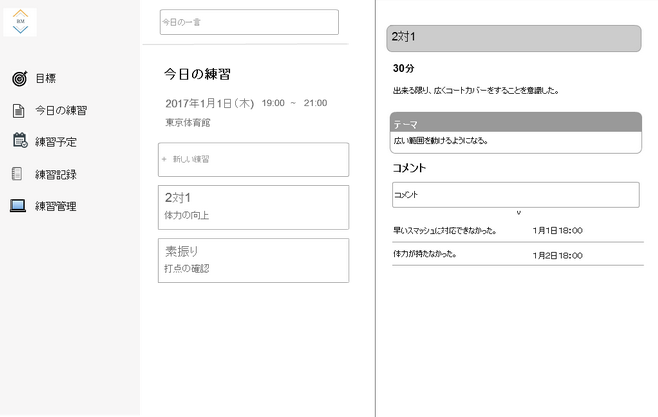 BM
目標
今日の練習
練習予定
練習記録
練習管理
今日の一言
今日の練習
2017年1月1日(木) 19:00 ~ 21:00
東京体育館
+ 新しい練習
2対1
体力の向上
素振り
打点の確認
2対1
30分
出来る限り、広くコートカバーをすることを意識した。
テーマ
広い範囲を動けるようになる。
コメント
コメント
v
早いスマッシュに対応できなかった。 1月1日18:00
体力が持たなかった。 1月2日18:00